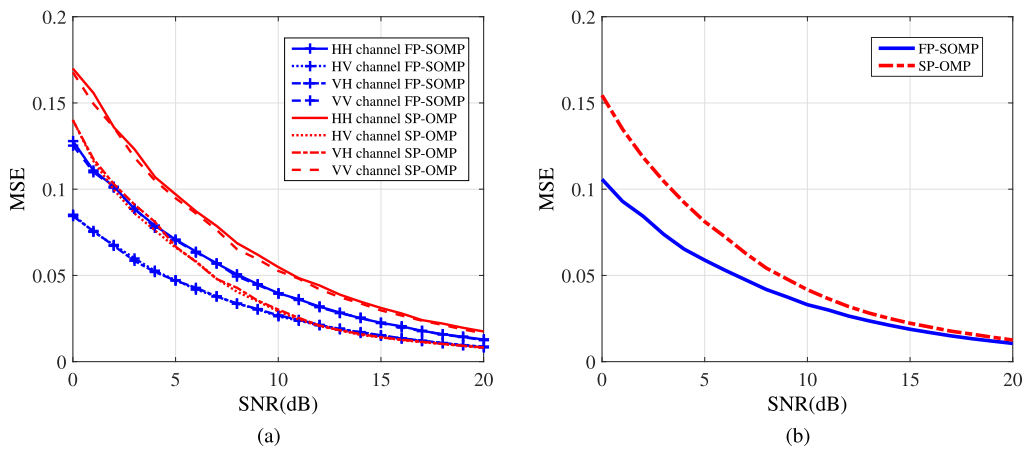 0.2
0.15
0.1
0.05
0
MSE
0 5 10 15 20
SNR(dB)
HH channel FP-SOMP
HV channel FP-SOMP
VH channel FP-SOMP
VV channel FP-SOMP
HH channel SP-OMP
HV channel SP-OMP
VH channel SP-OMP
VV channel SP-OMP
(a)
0.2
0.15
0.1
0.05
0
MSE
0 5 10 15 20
SNR(dB)
FP-SOMP
SP-OMP
(b)